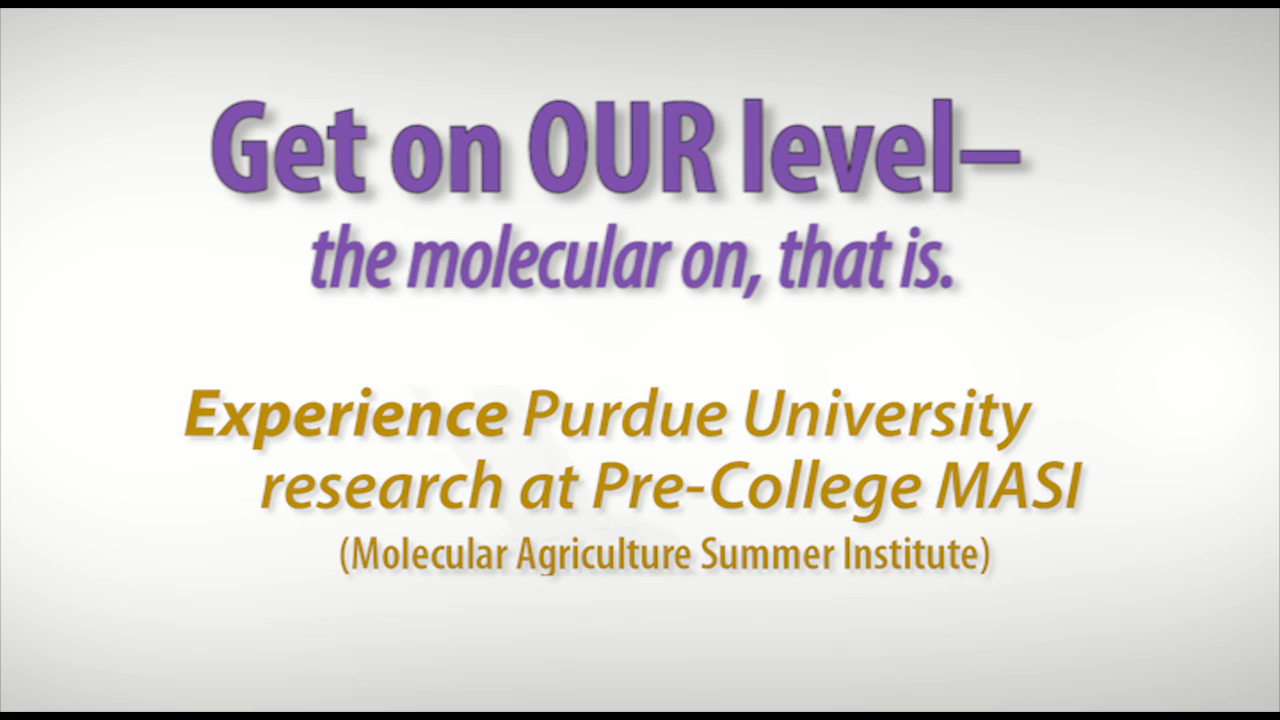 Get on OUR level–
the molecular on, that is.
Experience Purdue University
research at Pre-College MASI
(Molecular Agriculture Summer Institute)